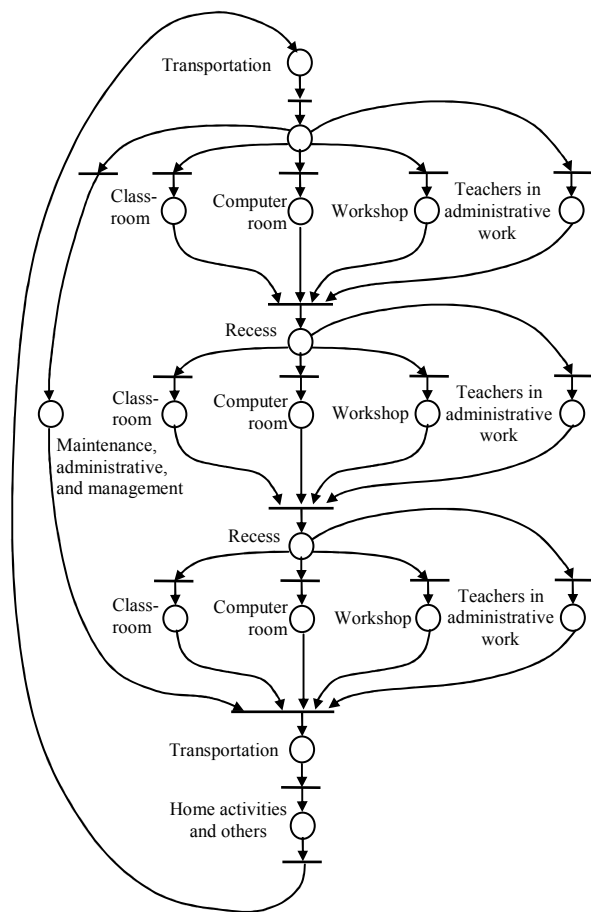 Transportation
Class-
room
Computer
room
Workshop
Teachers in
administrative
work
Recess
Class-
room
Computer
room
Workshop
Teachers in
administrative
work
Maintenance,
administrative,
and management
Recess
Class-
room
Computer
room
Workshop
Teachers in
administrative
work
Transportation
Home activities
and others